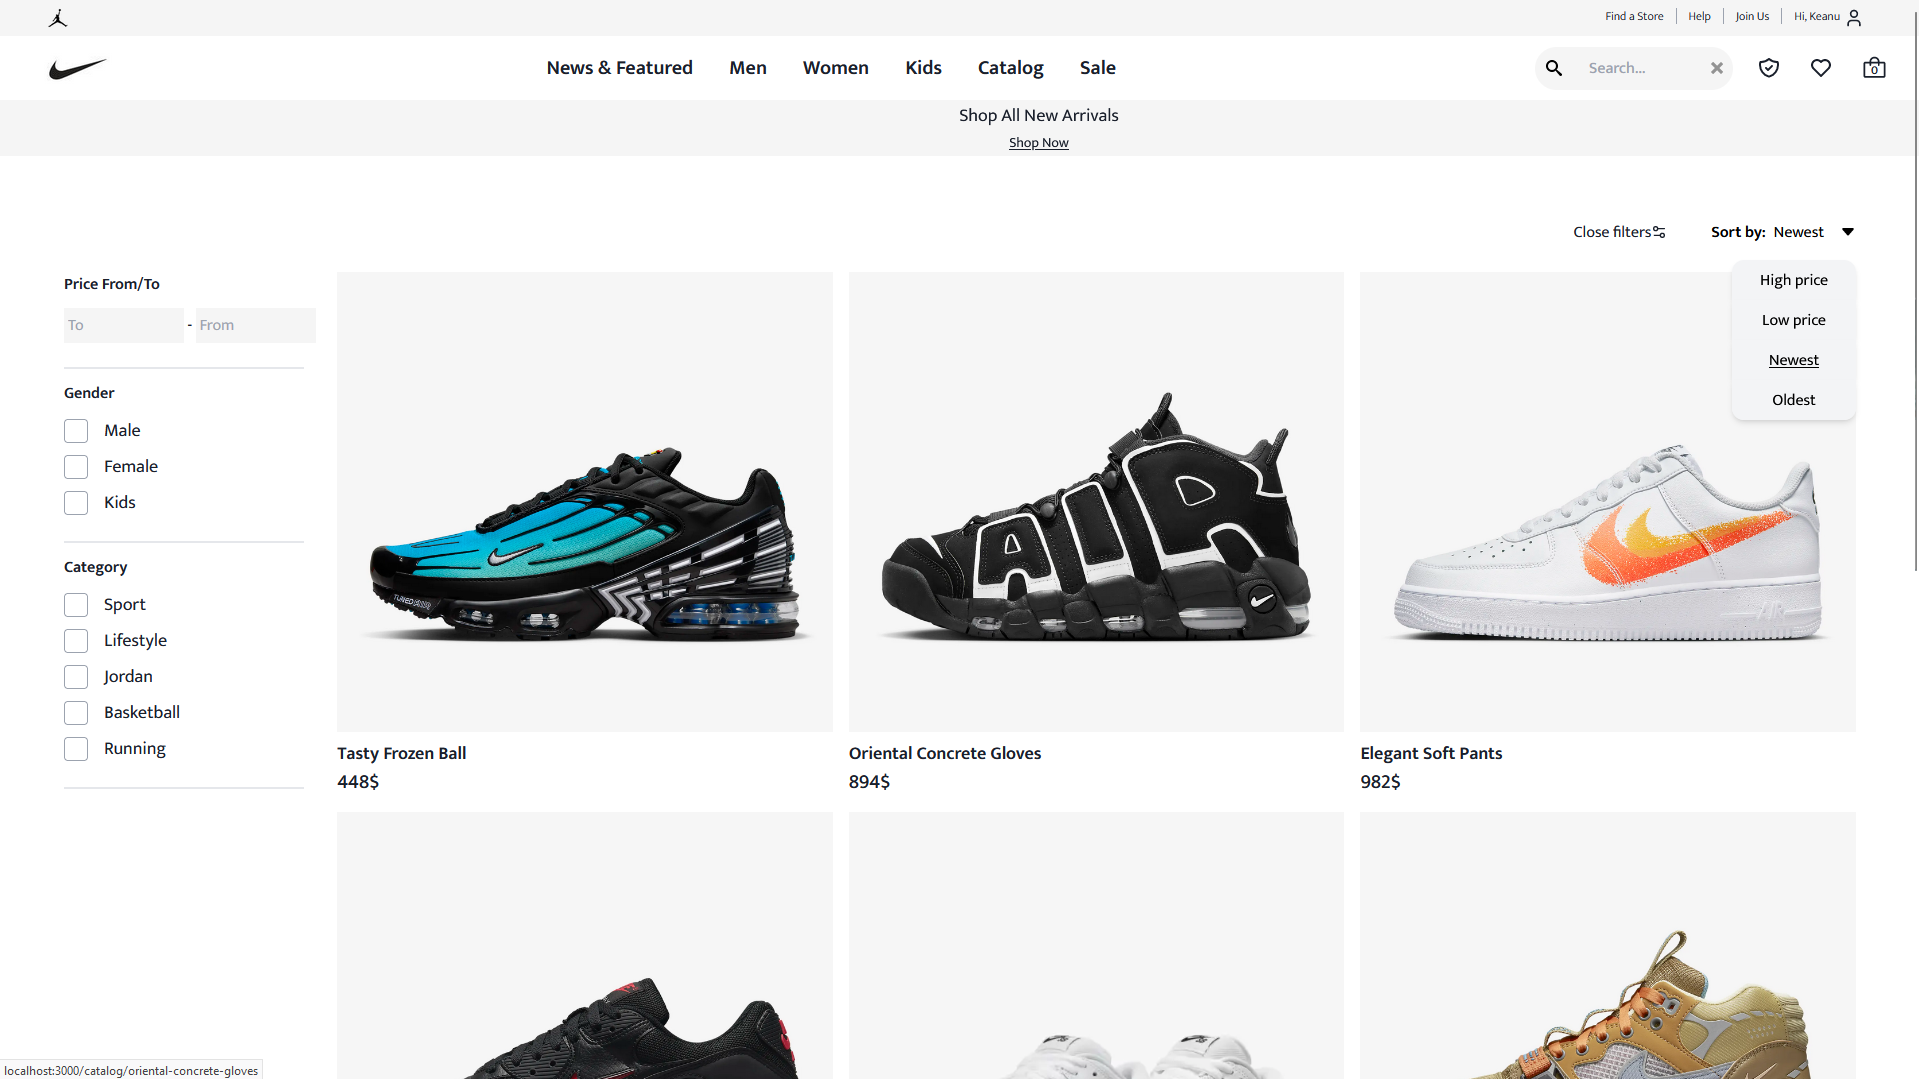 Find a Store
Help
Join Us
Hi, Keanu
News & Featured
Men
Women
Kids
Catalog
Sale
Search...
0
Shop All New Arrivals
Shop Now
Close filters
Sort by: Newest
High price
Low price
Newest
Oldest
Price From/To
To - From
Gender
Male
Female
Kids
Category
Sport
Lifestyle
Jordan
Basketball
Running
AIR
AIR
Tasty Frozen Ball
448$
Oriental Concrete Gloves
894$
Elegant Soft Pants
982$
localhost:3000/catalog/oriental-concrete-gloves